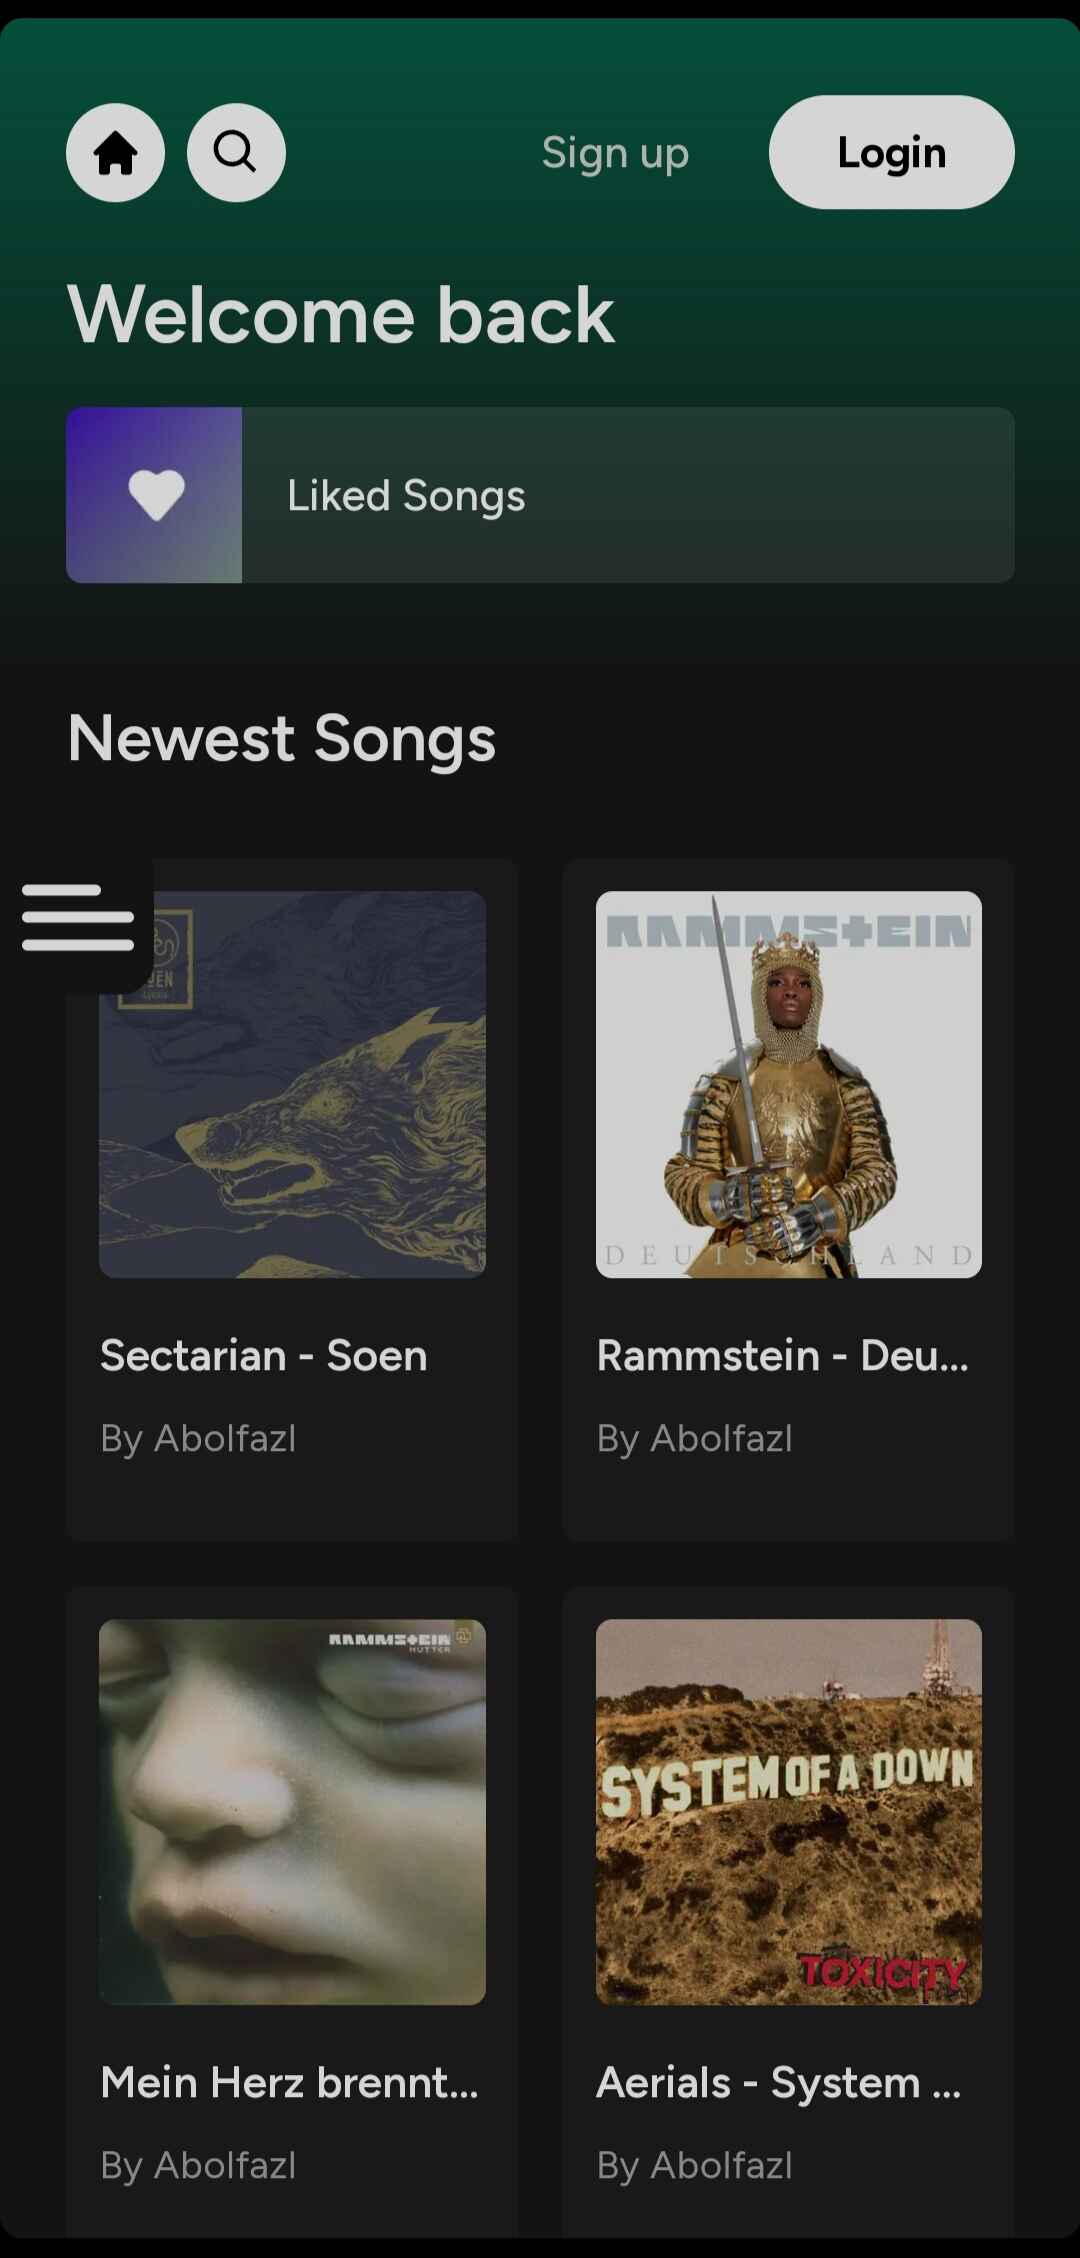 Sign up
Login
Welcome back
Liked Songs
Newest Songs
Lykaia
RAMMSTEIN
DEUTSCHLAND
Sectarian - Soen
Rammstein - Deu...
By Abolfazl
By Abolfazl
RAMMSTEIN
MUTTER
SYSTEM OF A DOWN
TOXICITY
Mein Herz brennt...
Aerials - System ...
By Abolfazl
By Abolfazl